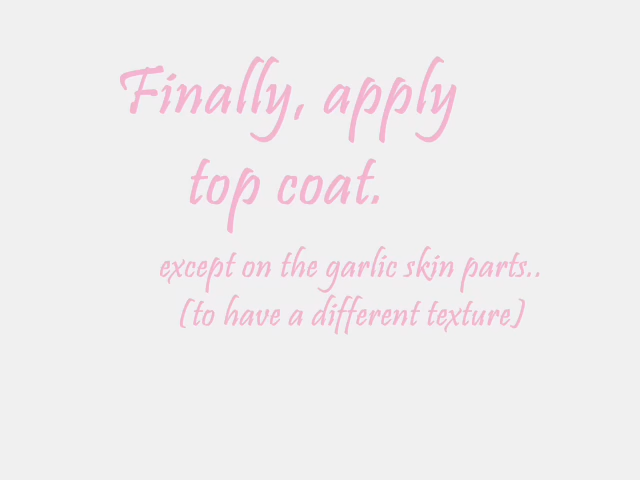 Finally, apply
top coat.
except on the garlic skin parts..
(to have a different texture)